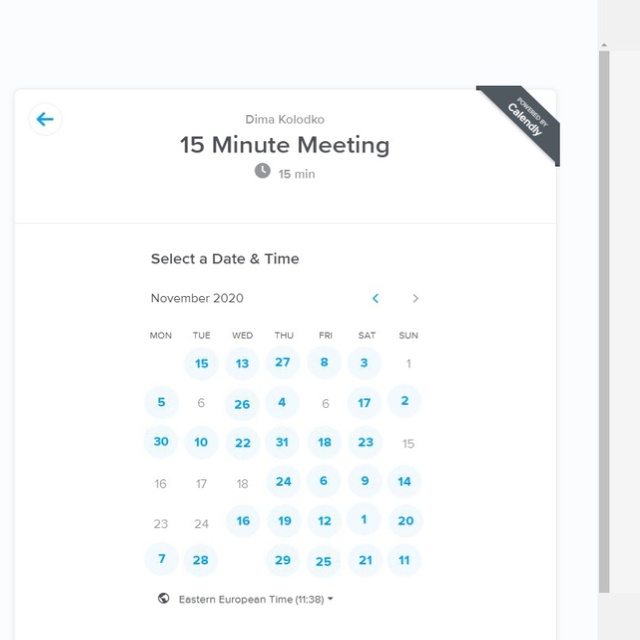 POWERED BY
Calendly
Dima Kolodko
15 Minute Meeting
15 min
Select a Date & Time
November 2020
MON TUE WED THU FRI SAT SUN
15 13 27 8 3 1
5 6 26 4 6 17 2
30 10 22 31 18 23 15
16 17 18 24 6 9 14
23 24 16 19 12 1 20
7 28 29 25 21 11
Eastern European Time (11:38)